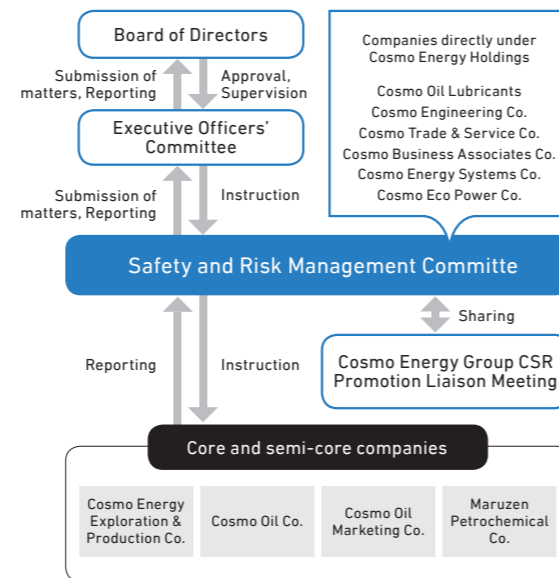 Board of Directors
Submission of
matters, Reporting
Approval,
Supervision
Executive Officers'
Committee
Submission of
matters, Reporting
Instruction
Companies directly under
Cosmo Energy Holdings
Cosmo Oil Lubricants
Cosmo Engineering Co.
Cosmo Trade & Service Co.
Cosmo Business Associates Co.
Cosmo Energy Systems Co.
Cosmo Eco Power Co.
Safety and Risk Management Committe
Sharing
Cosmo Energy Group CSR
Promotion Liaison Meeting
Reporting
Instruction
Core and semi-core companies
Cosmo Energy
Exploration &
Production Co.
Cosmo Oil Co.
Cosmo Oil
Marketing Co.
Maruzen
Petrochemical
Co.